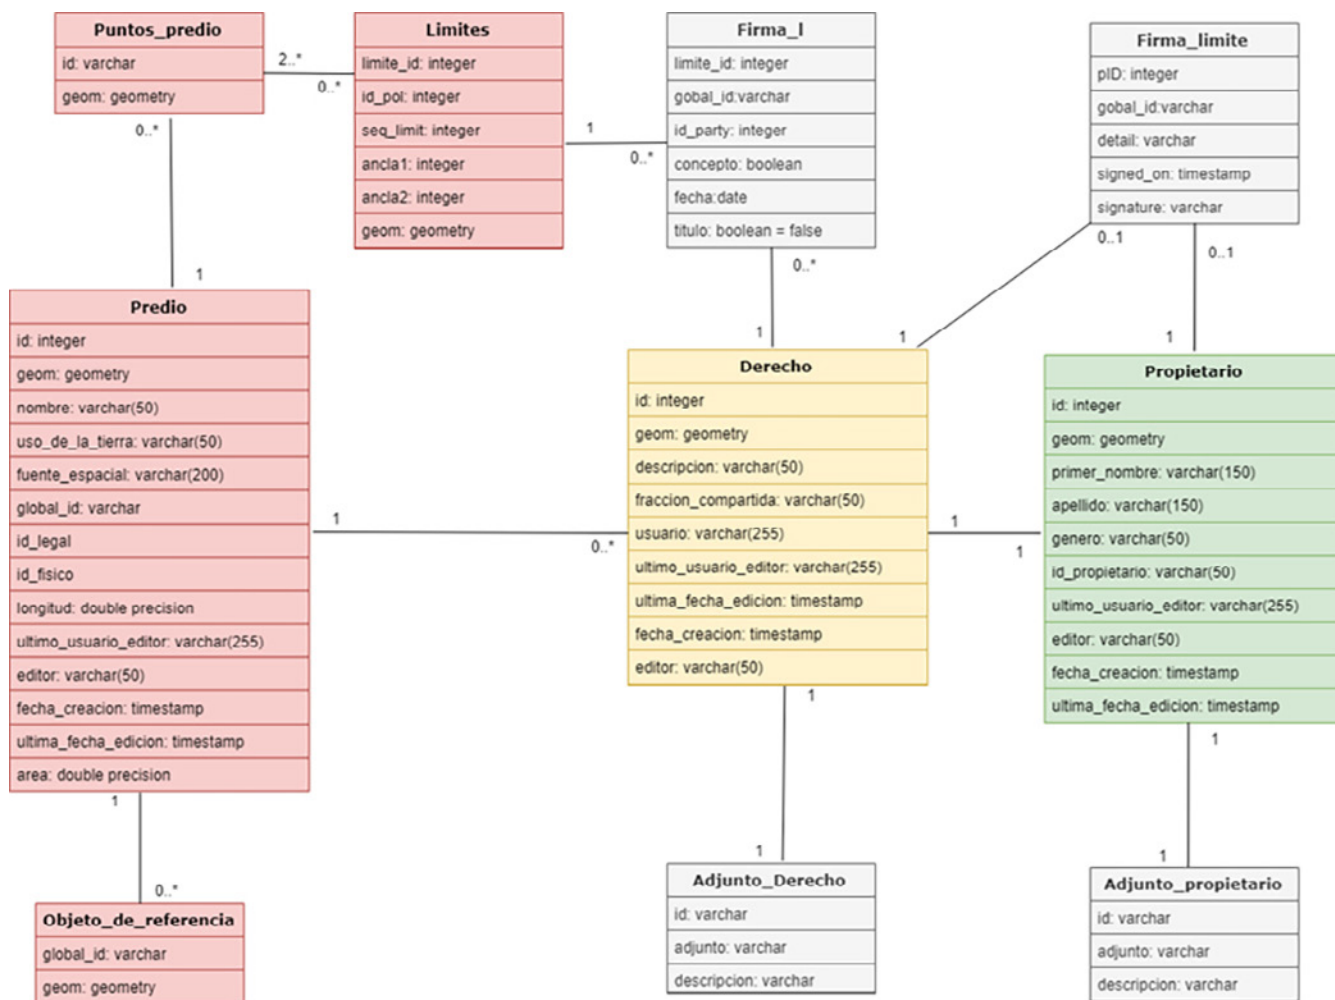 Puntos_predio
id: varchar
geom: geometry
2..*
0..*
0..*
1
Limites
limite_id: integer
id_pol: integer
seq_limit: integer
ancla1: integer
ancla2: integer
geom: geometry
1
0..*
Firma_l
limite_id: integer
gobal_id:varchar
id_party: integer
concepto: boolean
fecha:date
titulo: boolean = false
0..*
1
Firma_limite
pID: integer
gobal_id:varchar
detail: varchar
signed_on: timestamp
signature: varchar
0..1
0..1
1
1
Predio
id: integer
geom: geometry
nombre: varchar(50)
uso_de_la_tierra: varchar(50)
fuente_espacial: varchar(200)
global_id: varchar
id_legal
id_fisico
longitud: double precision
ultimo_usuario_editor: varchar(255)
editor: varchar(50)
fecha_creacion: timestamp
ultima_fecha_edicion: timestamp
area: double precision
1
0..*
Derecho
id: integer
geom: geometry
descripcion: varchar(50)
fraccion_compartida: varchar(50)
usuario: varchar(255)
ultimo_usuario_editor: varchar(255)
ultima_fecha_edicion: timestamp
fecha_creacion: timestamp
editor: varchar(50)
1
1
Propietario
id: integer
geom: geometry
primer_nombre: varchar(150)
apellido: varchar(150)
genero: varchar(50)
id_propietario: varchar(50)
ultimo_usuario_editor: varchar(255)
editor: varchar(50)
fecha_creacion: timestamp
ultima_fecha_edicion: timestamp
1
0..*
Objeto_de_referencia
global_id: varchar
geom: geometry
1
1
Adjunto_Derecho
id: varchar
adjunto: varchar
descripcion: varchar
1
1
Adjunto_propietario
id: varchar
adjunto: varchar
descripcion: varchar